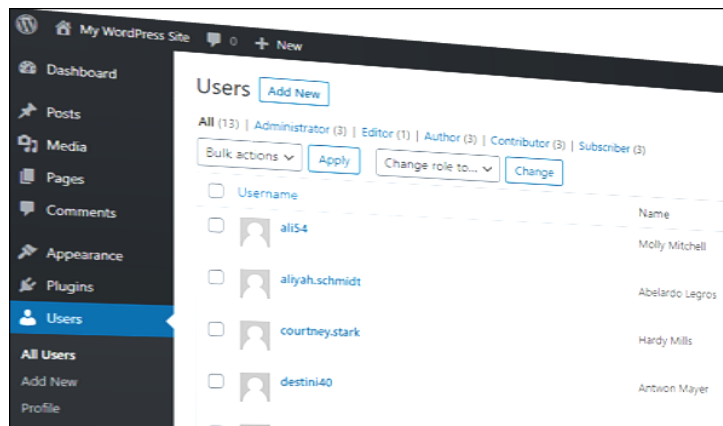 My WordPress Site 0 + New
Dashboard
Posts
Media
Pages
Comments
Appearance
Plugins
Users
All Users
Add New
Profile
Users Add New
All (13) | Administrator (3) | Editor (1) | Author (3) | Contributor (3) | Subscriber (3)
Bulk actions Apply Change role to... Change
Username Name
ali54 Molly Mitchell
aliyah.schmidt Abelardo Legros
courtney.stark Hardy Mills
destini40 Antwon Mayer